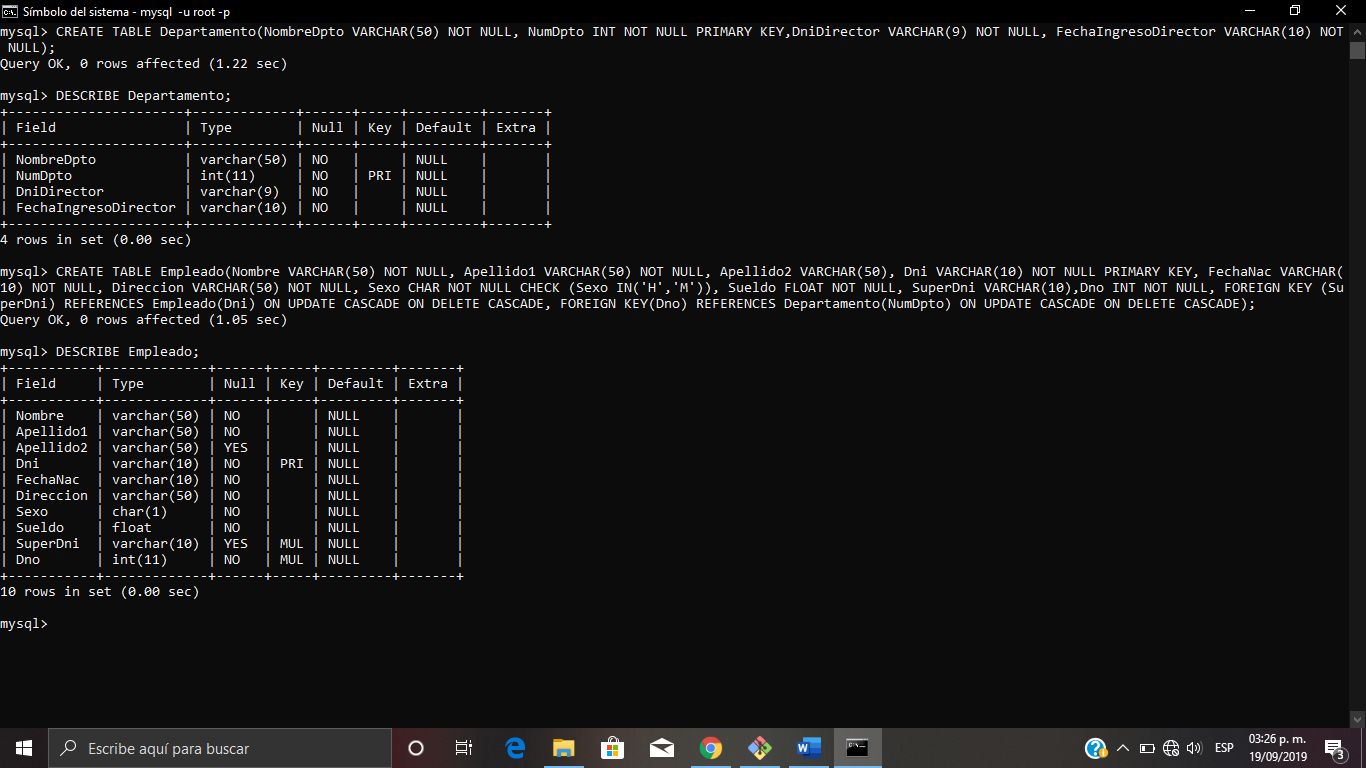 Símbolo del sistema - mysql  -u root -p
mysql> CREATE TABLE Departamento(NombreDpto VARCHAR(50) NOT NULL, NumDpto INT NOT NULL PRIMARY KEY,DniDirector VARCHAR(9) NOT NULL, FechaIngresoDirector VARCHAR(10) NOT
 NULL);
Query OK, 0 rows affected (1.22 sec)
mysql> DESCRIBE Departamento;
+----------------------+-------------+------+-----+---------+-------+
| Field                | Type        | Null | Key | Default | Extra |
+----------------------+-------------+------+-----+---------+-------+
| NombreDpto           | varchar(50) | NO   |     | NULL    |       |
| NumDpto              | int(11)     | NO   | PRI | NULL    |       |
| DniDirector          | varchar(9)  | NO   |     | NULL    |       |
| FechaIngresoDirector | varchar(10) | NO   |     | NULL    |       |
+----------------------+-------------+------+-----+---------+-------+
4 rows in set (0.00 sec)
mysql> CREATE TABLE Empleado(Nombre VARCHAR(50) NOT NULL, Apellido1 VARCHAR(50) NOT NULL, Apellido2 VARCHAR(50), Dni VARCHAR(10) NOT NULL PRIMARY KEY, FechaNac VARCHAR(
10) NOT NULL, Direccion VARCHAR(50) NOT NULL, Sexo CHAR NOT NULL CHECK (Sexo IN('H','M')), Sueldo FLOAT NOT NULL, SuperDni VARCHAR(10),Dno INT NOT NULL, FOREIGN KEY (Su
perDni) REFERENCES Empleado(Dni) ON UPDATE CASCADE ON DELETE CASCADE, FOREIGN KEY(Dno) REFERENCES Departamento(NumDpto) ON UPDATE CASCADE ON DELETE CASCADE);
Query OK, 0 rows affected (1.05 sec)
mysql> DESCRIBE Empleado;
+-----------+-------------+------+-----+---------+-------+
| Field     | Type        | Null | Key | Default | Extra |
+-----------+-------------+------+-----+---------+-------+
| Nombre    | varchar(50) | NO   |     | NULL    |       |
| Apellido1 | varchar(50) | NO   |     | NULL    |       |
| Apellido2 | varchar(50) | YES  |     | NULL    |       |
| Dni       | varchar(10) | NO   | PRI | NULL    |       |
| FechaNac  | varchar(10) | NO   |     | NULL    |       |
| Direccion | varchar(50) | NO   |     | NULL    |       |
| Sexo      | char(1)     | NO   |     | NULL    |       |
| Sueldo    | float       | NO   |     | NULL    |       |
| SuperDni  | varchar(10) | YES  | MUL | NULL    |       |
| Dno       | int(11)     | NO   | MUL | NULL    |       |
+-----------+-------------+------+-----+---------+-------+
10 rows in set (0.00 sec)
mysql>
Escribe aquí para buscar
ESP
03:26 p. m.
19/09/2019
3